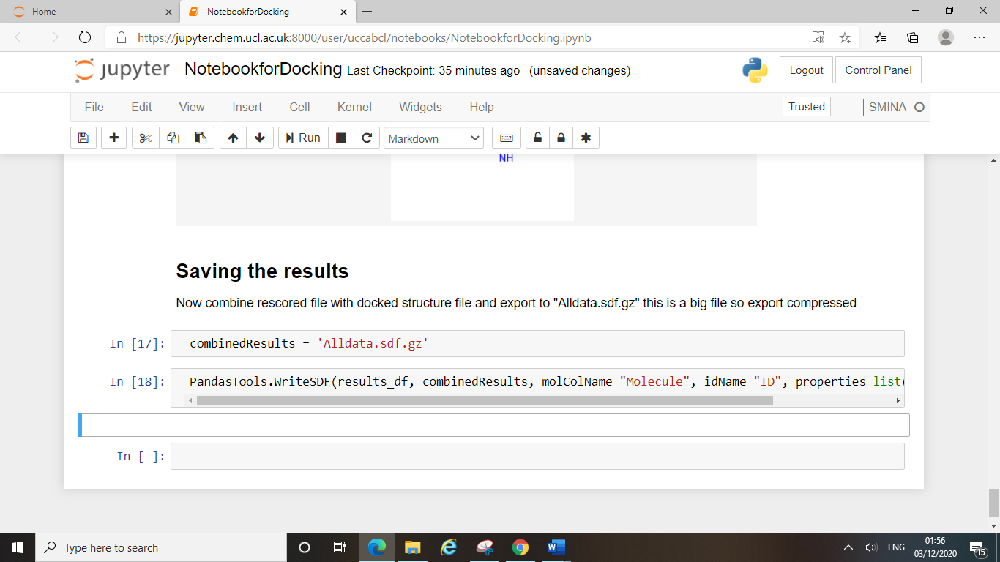 Home
NotebookforDocking
https://jupyter.chem.ucl.ac.uk:8000/user/uccabcl/notebooks/NotebookforDocking.ipynb
jupyter NotebookforDocking Last Checkpoint: 35 minutes ago (unsaved changes)
Logout
Control Panel
File Edit View Insert Cell Kernel Widgets Help
Trusted
SMINA
Run
Markdown
NH
Saving the results
Now combine rescored file with docked structure file and export to "Alldata.sdf.gz" this is a big file so export compressed
In [17]: combinedResults = 'Alldata.sdf.gz'
In [18]: PandasTools.WriteSDF(results_df, combinedResults, molColName="Molecule", idName="ID", properties=list(
In [ ]:
Type here to search
ENG
01:56
03/12/2020
15